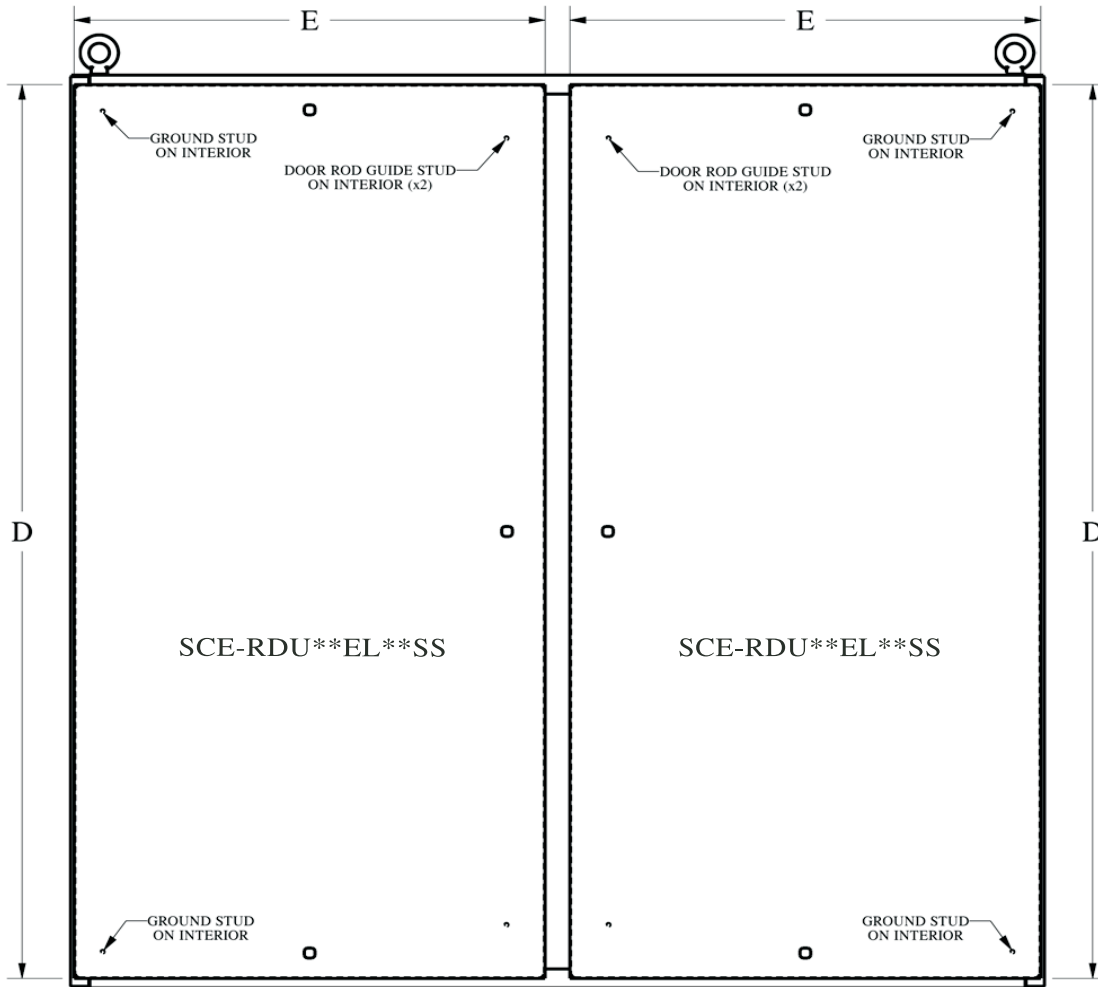 E
E
GROUND STUD
ON INTERIOR
DOOR ROD GUIDE STUD
ON INTERIOR (x2)
DOOR ROD GUIDE STUD
ON INTERIOR (x2)
GROUND STUD
ON INTERIOR
D
D
SCE-RDU**EL**SS
SCE-RDU**EL**SS
GROUND STUD
ON INTERIOR
GROUND STUD
ON INTERIOR